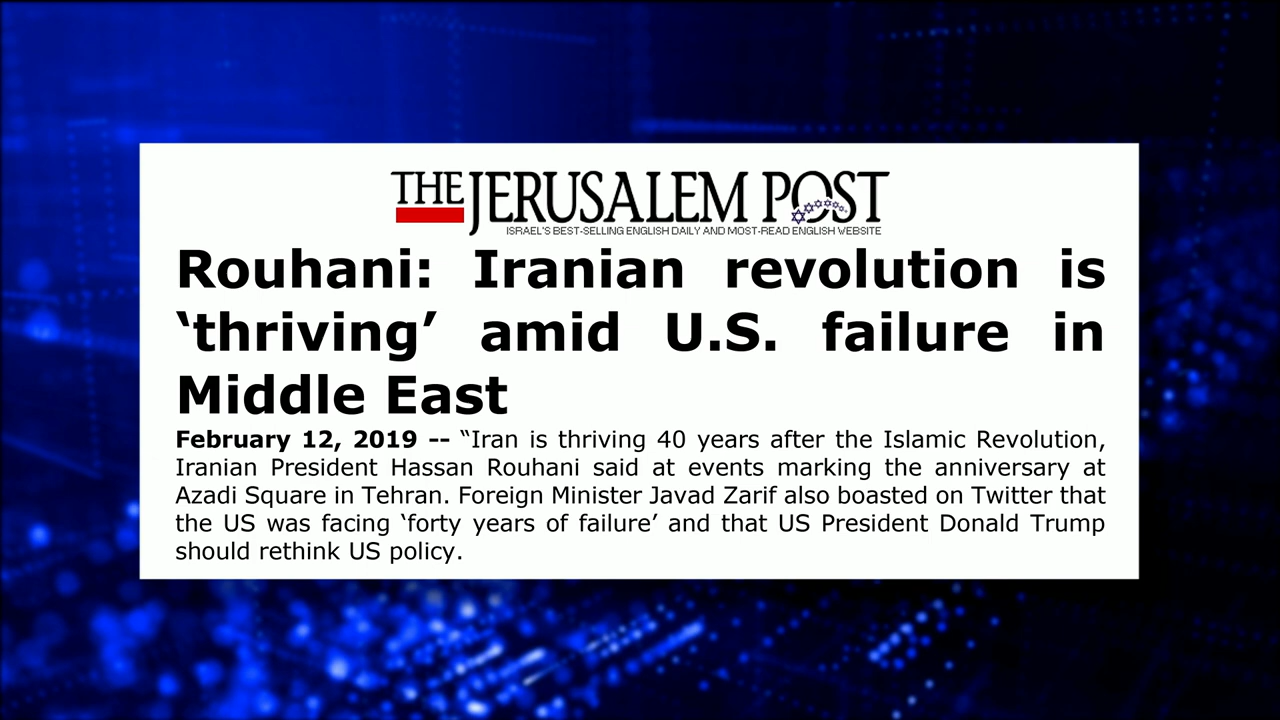 THE JERUSALEM POST
ISRAEL'S BEST-SELLING ENGLISH DAILY AND MOST-READ ENGLISH WEBSITE
Rouhani: Iranian revolution is
‘thriving’ amid U.S. failure in
Middle East
February 12, 2019 -- “Iran is thriving 40 years after the Islamic Revolution,
Iranian President Hassan Rouhani said at events marking the anniversary at
Azadi Square in Tehran. Foreign Minister Javad Zarif also boasted on Twitter that
the US was facing ‘forty years of failure’ and that US President Donald Trump
should rethink US policy.